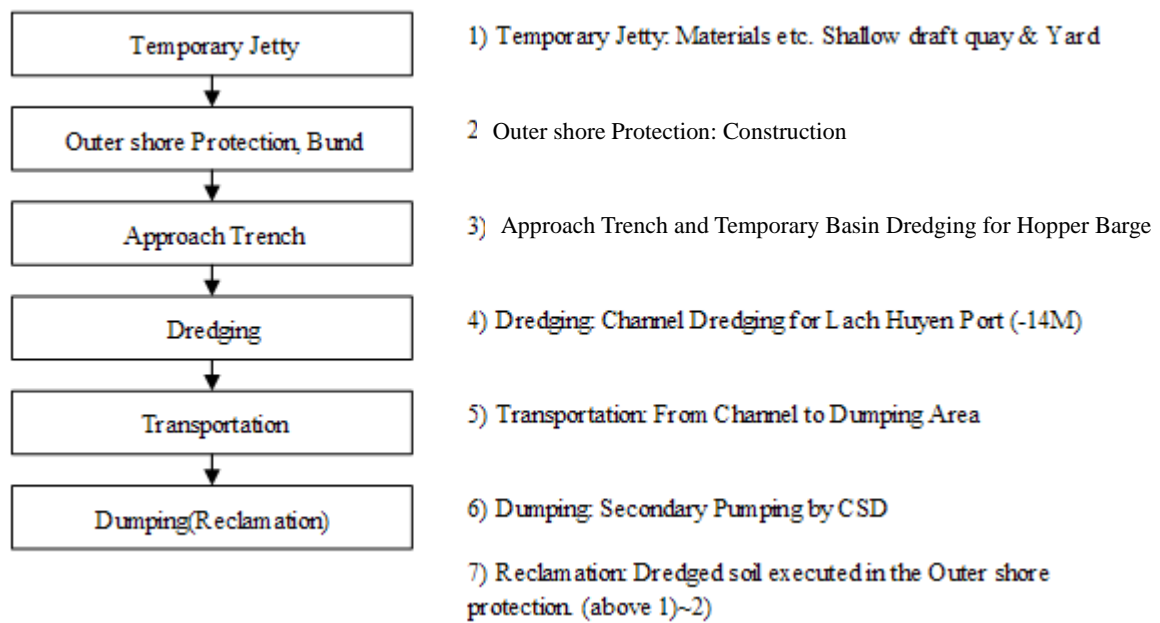 Temporary Jetty
1) Temporary Jetty: Materials etc. Shallow draft quay & Yard
Outer shore Protection, Bund
2 Outer shore Protection: Construction
Approach Trench
3) Approach Trench and Temporary Basin Dredging for Hopper Barge
Dredging
4) Dredging: Channel Dredging for Lach Huyen Port (-14M)
Transportation
5) Transportation: From Channel to Dumping Area
Dumping(Reclamation)
6) Dumping: Secondary Pumping by CSD
7) Reclamation: Dredged soil executed in the Outer shore
protection. (above 1)~2)